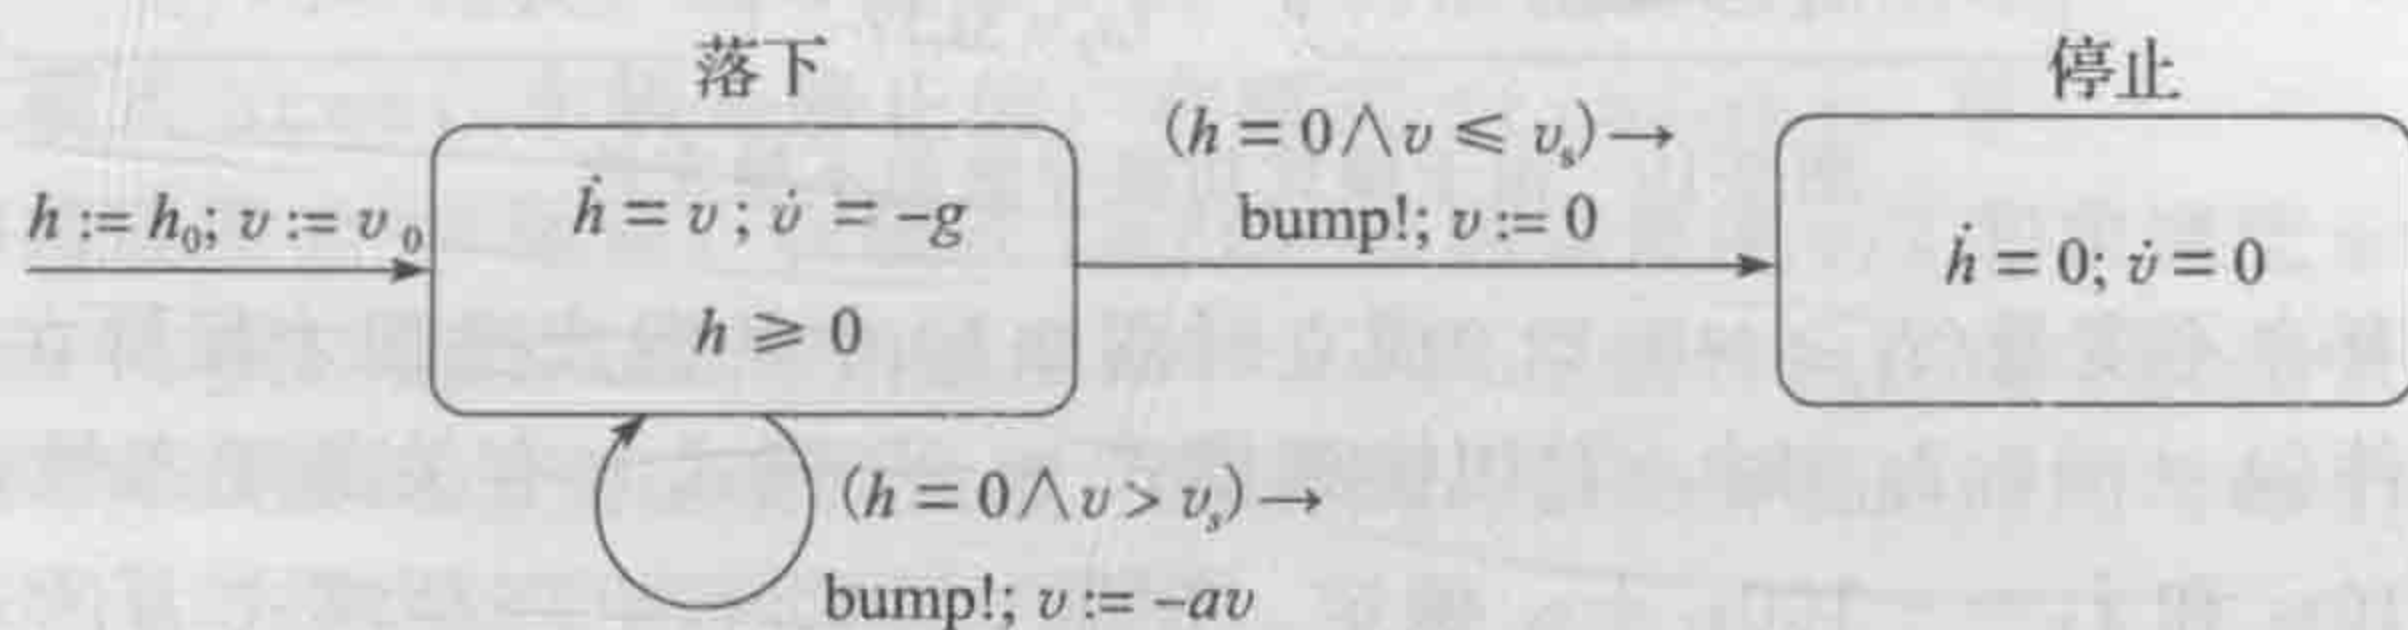 落下
停止
h := h₀; v := v₀
ḣ = v; v̇ = −g
h ⩾ 0
(h = 0∧v ⩽ vₛ)→
bump!; v := 0
ḣ = 0; v̇ = 0
(h = 0∧v > vₛ)→
bump!; v := −av